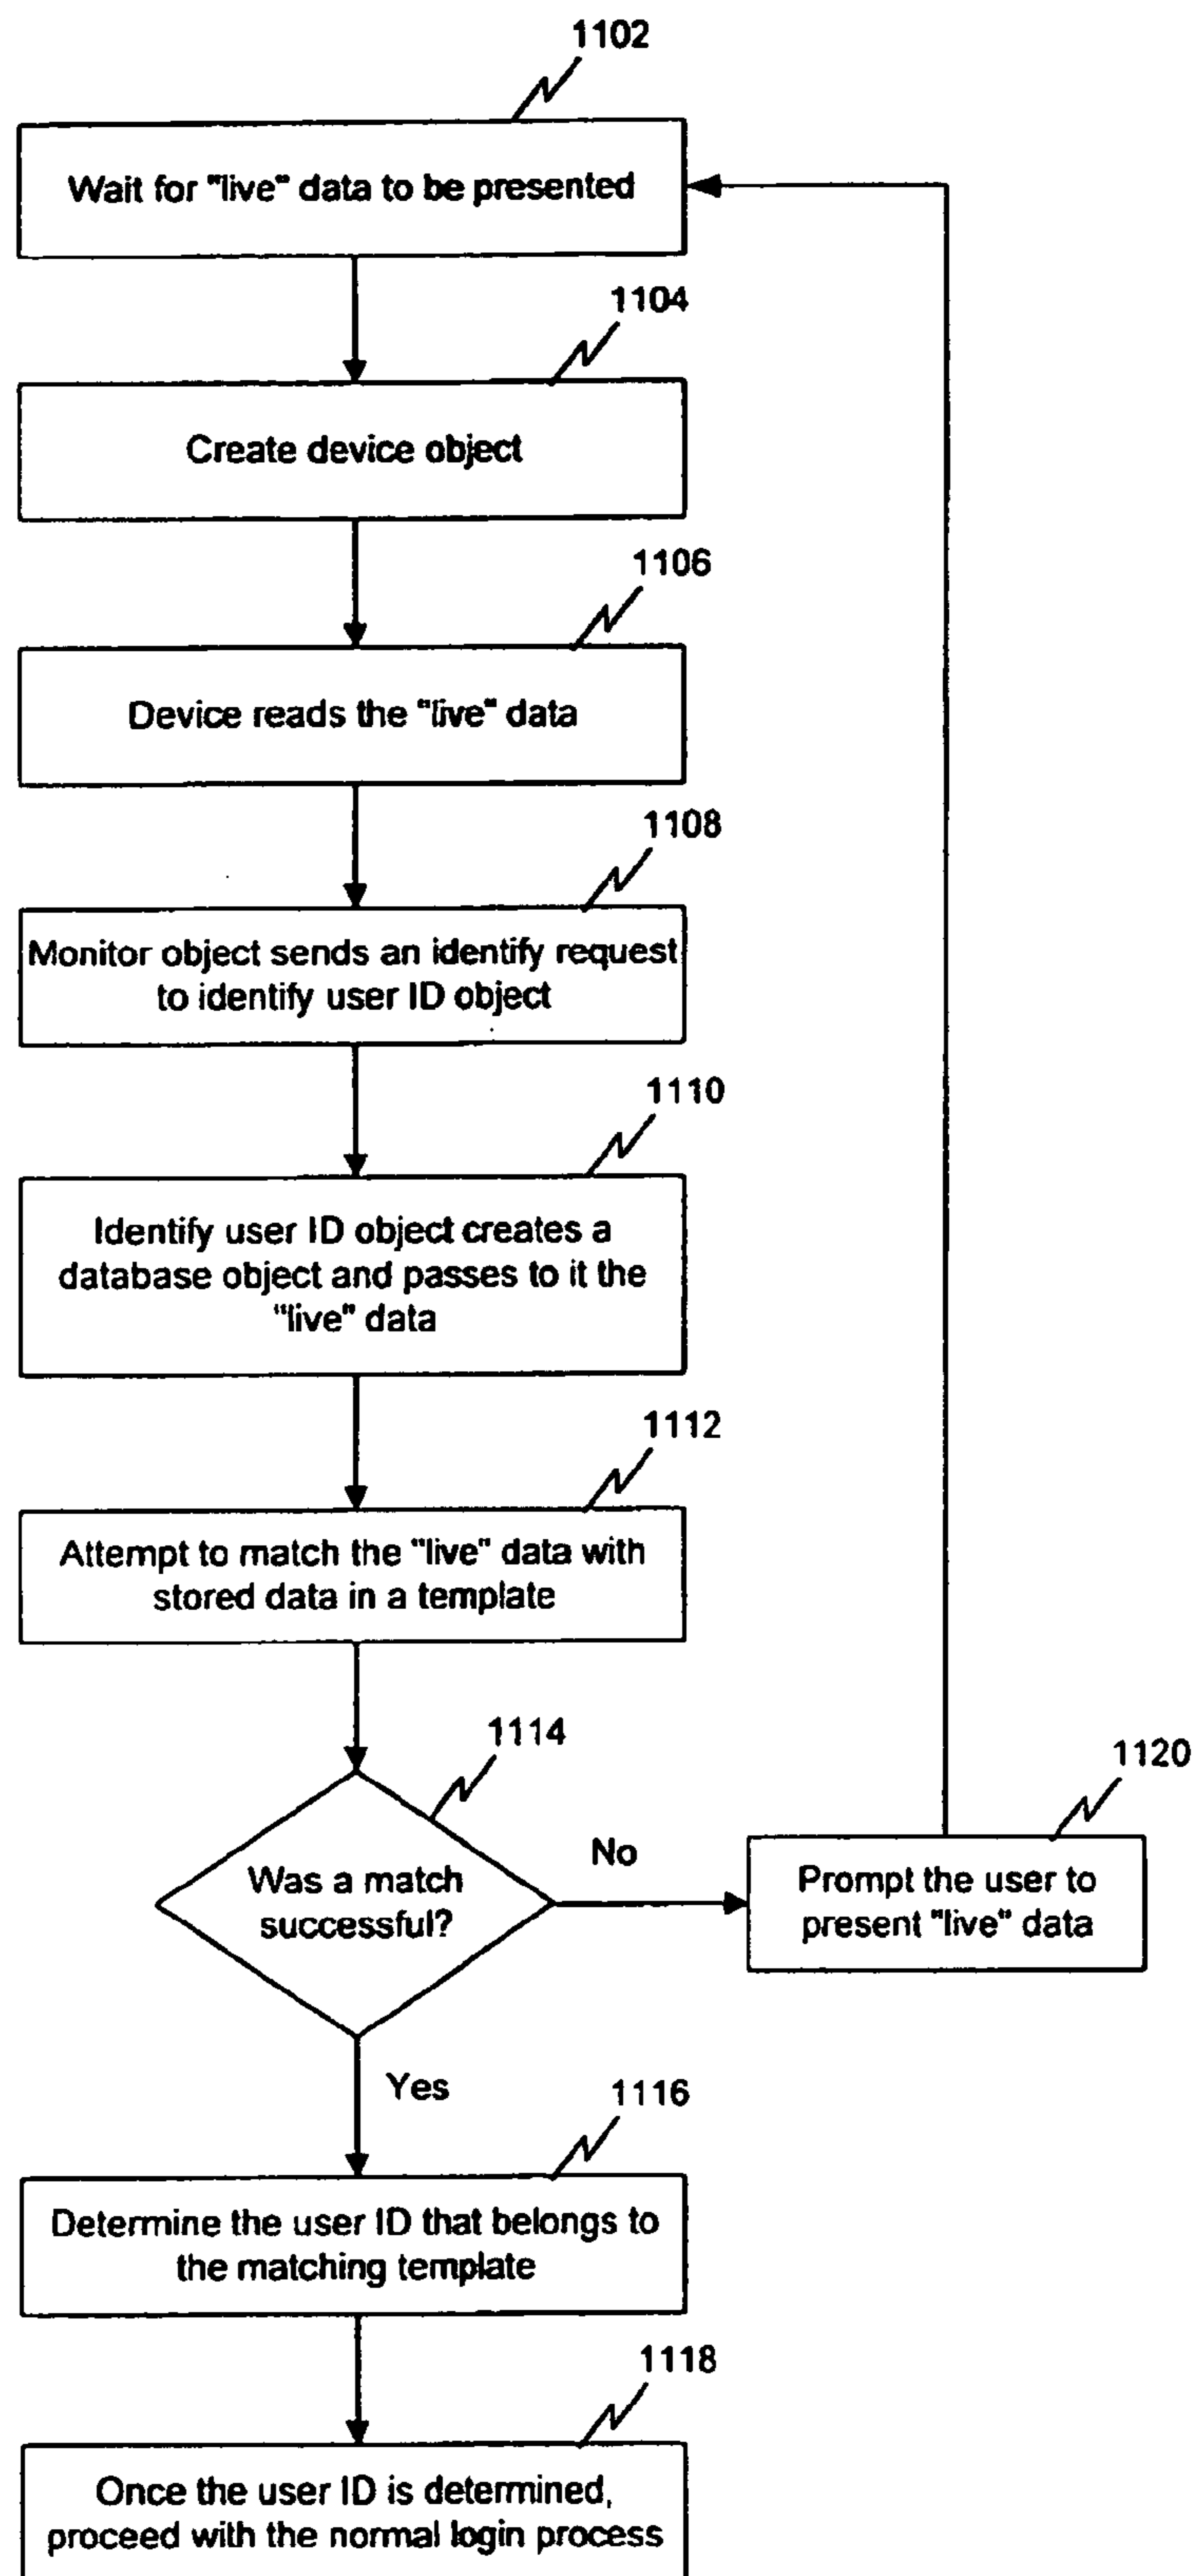 1102
Wait for "live" data to be presented
1104
Create device object
1106
Device reads the "live" data
1108
Monitor object sends an identify request
to identify user ID object
1110
Identify user ID object creates a
database object and passes to it the
"live" data
1112
Attempt to match the "live" data with
stored data in a template
1114
Was a match
successful?
No
1120
Prompt the user to
present "live" data
Yes
1116
Determine the user ID that belongs to
the matching template
1118
Once the user ID is determined,
proceed with the normal login process